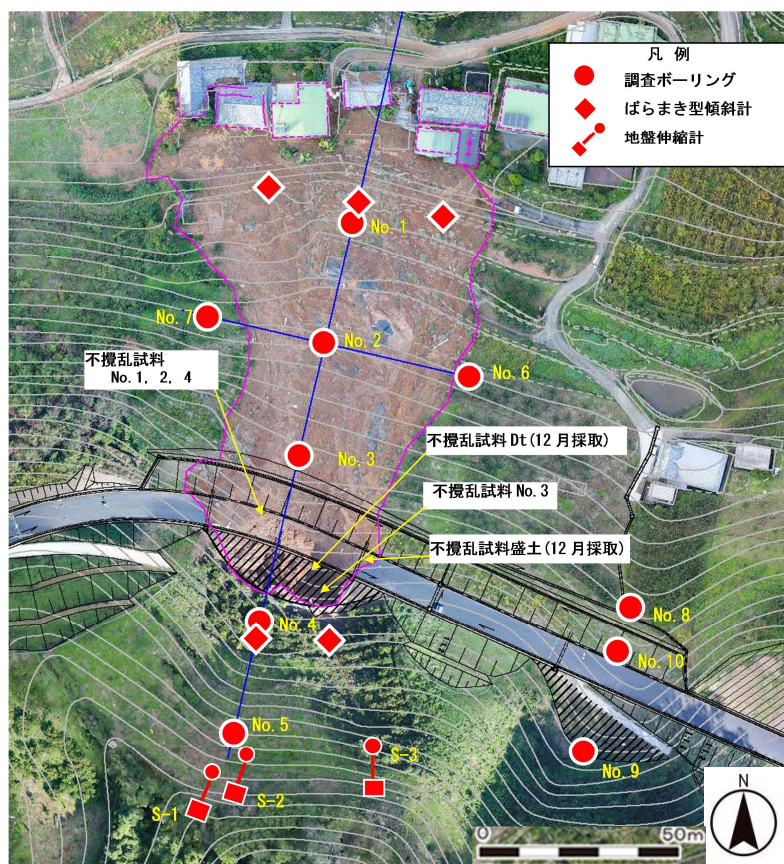 凡 例
調査ボーリング
ばらまき型傾斜計
地盤伸縮計
No. 1
No. 7
No. 2
不攪乱試料
No. 1, 2, 4
No. 6
不攪乱試料 Dt(12月採取)
No. 3
不攪乱試料 No. 3
不攪乱試料盛土(12月採取)
No. 8
No. 4
No. 10
No. 5
S-3
No. 9
S-1
S-2
N
0 50m